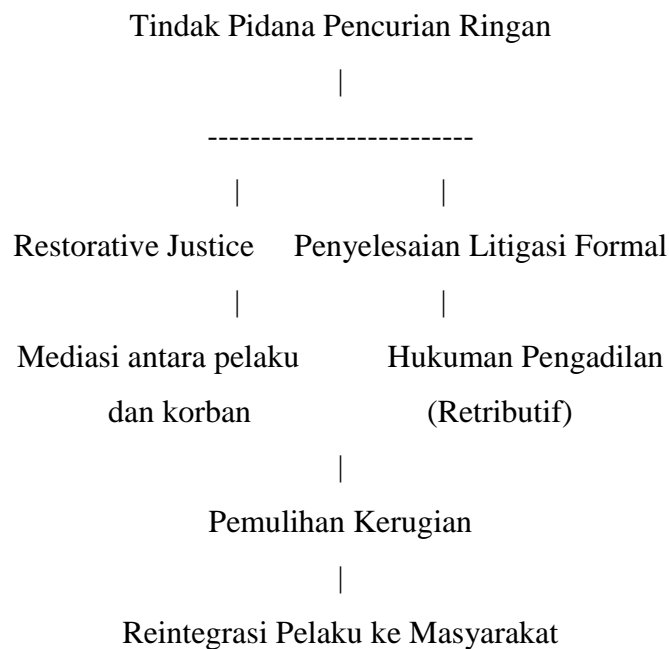 Tindak Pidana Pencurian Ringan
|
-------------------------
| |
Restorative Justice Penyelesaian Litigasi Formal
| |
Mediasi antara pelaku Hukuman Pengadilan
dan korban (Retributif)
|
Pemulihan Kerugian
|
Reintegrasi Pelaku ke Masyarakat